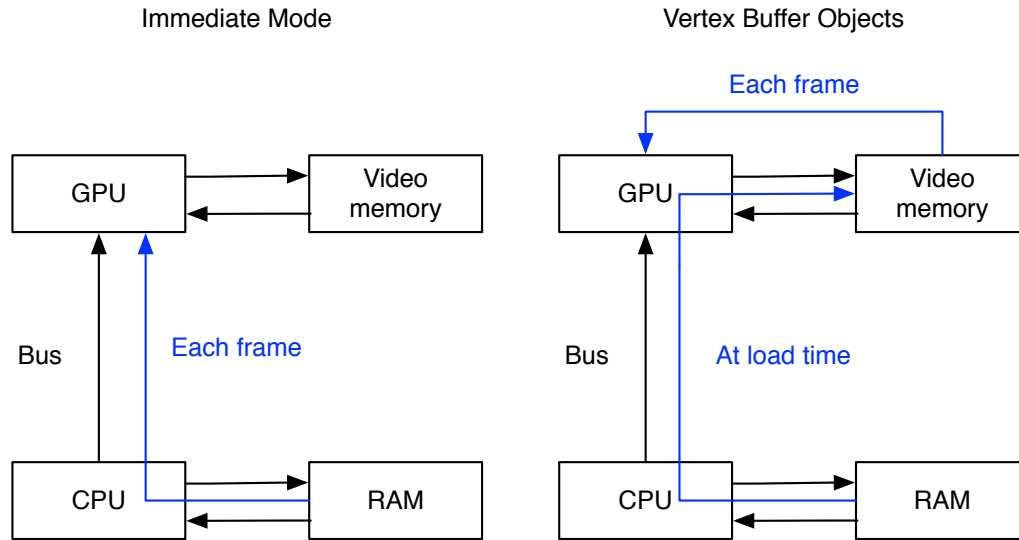 Immediate Mode
GPU
Video
memory
Bus
Each frame
CPU
RAM
Vertex Buffer Objects
Each frame
GPU
Video
memory
Bus
At load time
CPU
RAM